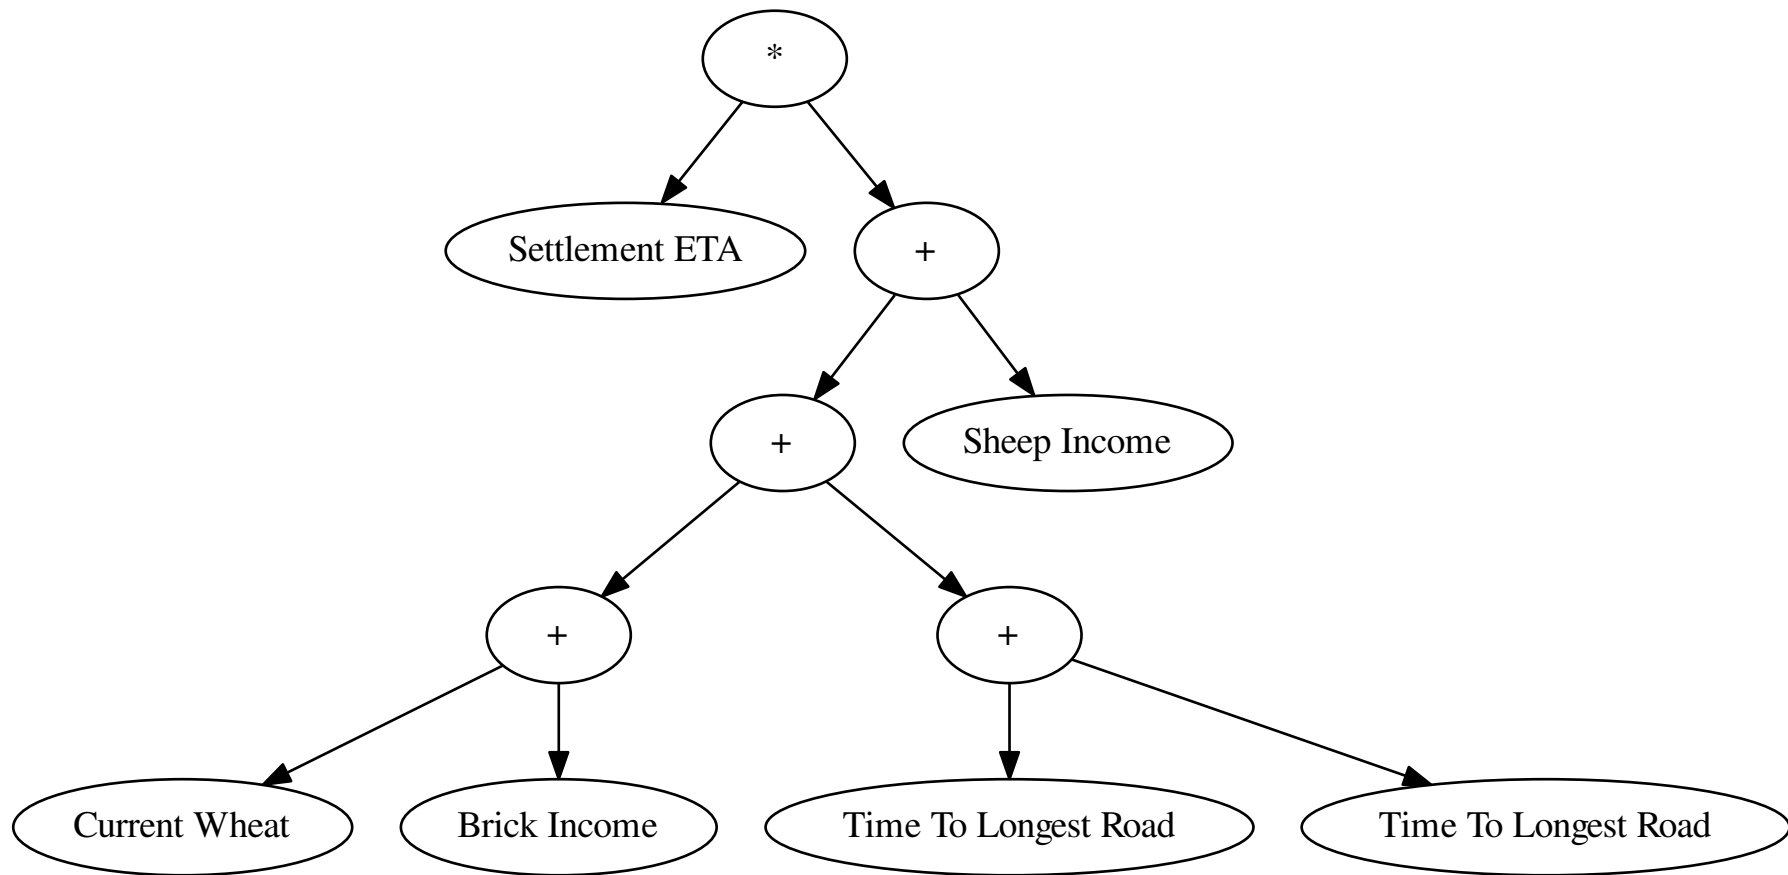 *
Settlement ETA
+
+
Sheep Income
+
+
Current Wheat
Brick Income
Time To Longest Road
Time To Longest Road